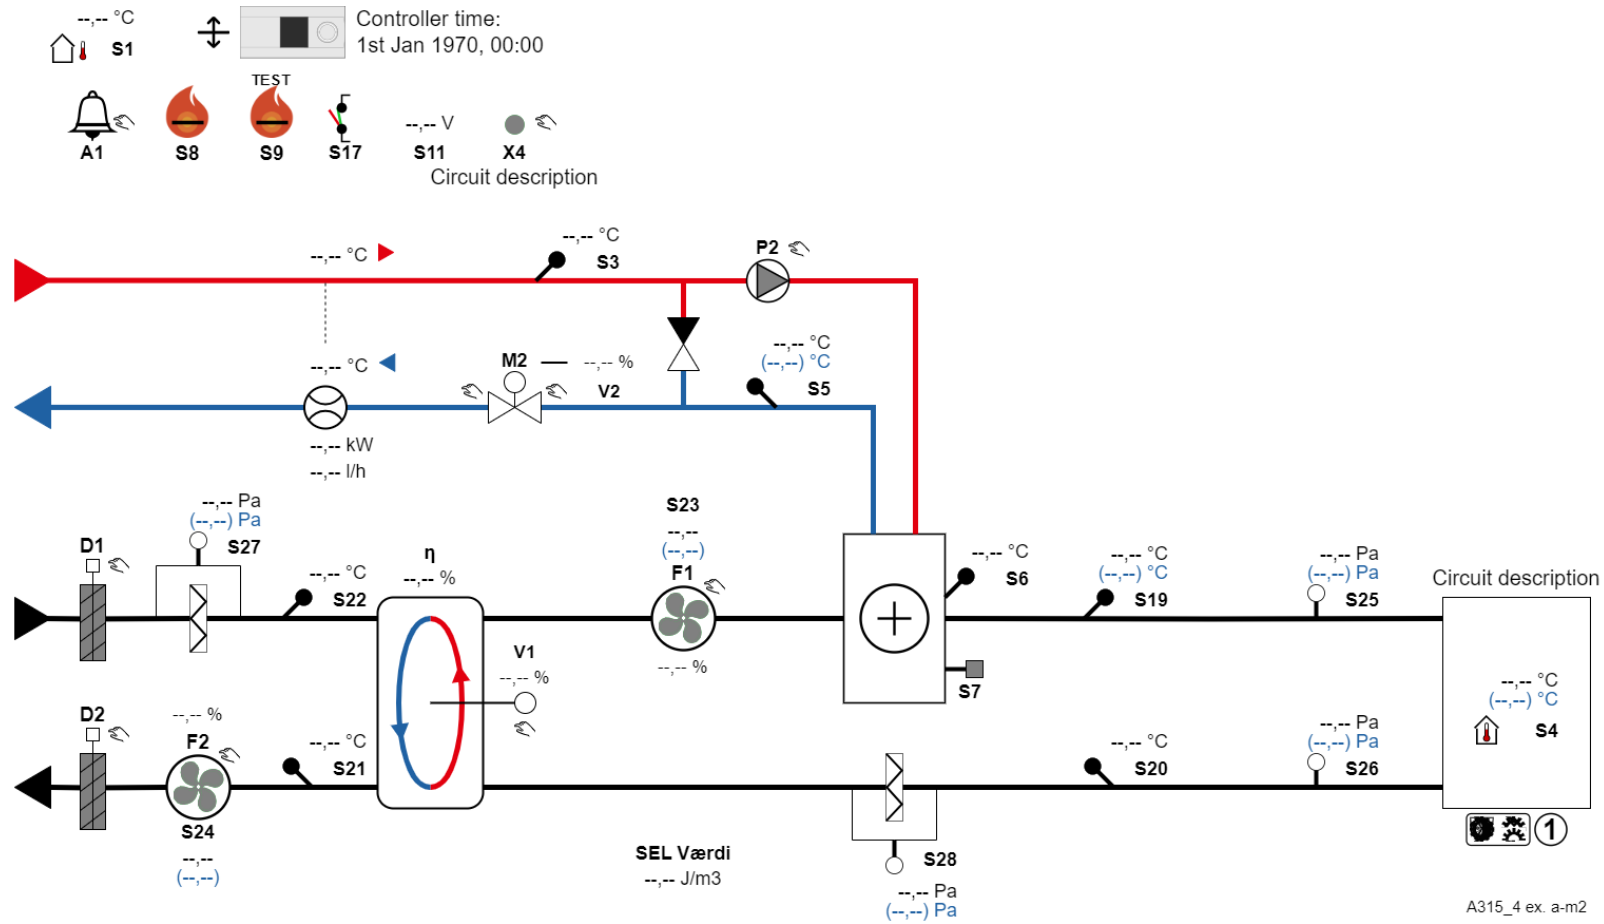 --,-- °C
S1
Controller time:
1st Jan 1970, 00:00
TEST
A1
S8
S9
S17
--,-- V
S11
X4
Circuit description
--,-- °C
--,-- °C
S3
P2
--,-- °C
M2
--,-- %
V2
--,-- °C
(--,--) °C
S5
--,-- kW
--,-- l/h
--,-- Pa
(--,--) Pa
S27
D1
--,-- °C
S22
η
--,-- %
S23
--,--
(--,--)
F1
--,-- %
--,-- °C
S6
--,-- °C
(--,--) °C
S19
--,-- Pa
(--,--) Pa
S25
Circuit description
V1
--,-- %
S7
--,-- °C
(--,--) °C
S4
D2
--,-- %
F2
--,-- °C
S21
S24
--,--
(--,--)
--,-- °C
S20
--,-- Pa
(--,--) Pa
S26
1
SEL Værdi
--,-- J/m3
S28
--,-- Pa
(--,--) Pa
A315_4 ex. a-m2